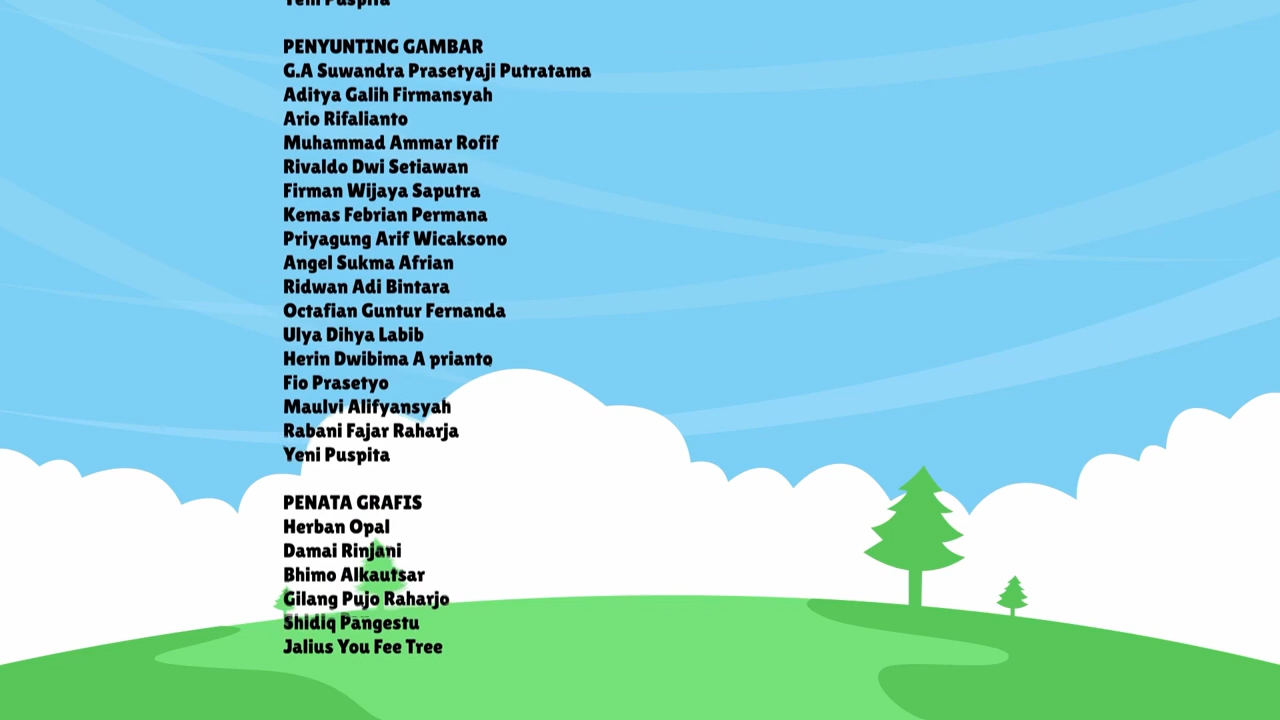 Yeni Puspita
PENYUNTING GAMBAR
G.A Suwandra Prasetyaji Putratama
Aditya Galih Firmansyah
Ario Rifalianto
Muhammad Ammar Rofif
Rivaldo Dwi Setiawan
Firman Wijaya Saputra
Kemas Febrian Permana
Priyagung Arif Wicaksono
Angel Sukma Afrian
Ridwan Adi Bintara
Octafian Guntur Fernanda
Ulya Dihya Labib
Herin Dwibima A prianto
Fio Prasetyo
Maulvi Alifyansyah
Rabani Fajar Raharja
Yeni Puspita
PENATA GRAFIS
Herban Opal
Damai Rinjani
Bhimo Alkautsar
Gilang Pujo Raharjo
Shidiq Pangestu
Jalius You Fee Tree